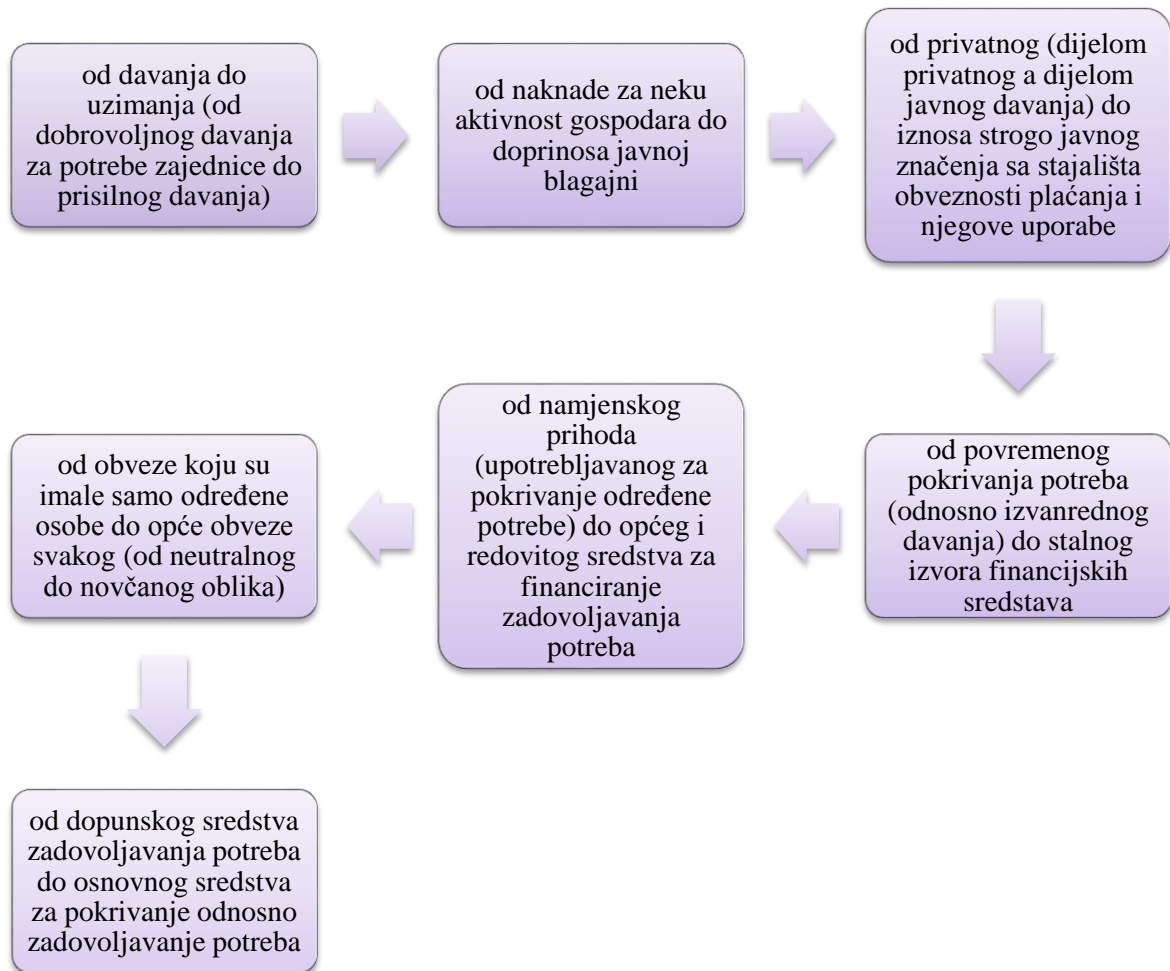 od davanja do
uzimanja (od
dobrovoljnog davanja
za potrebe zajednice do
prisilnog davanja)
od naknade za neku
aktivnost gospodara do
doprinosa javnoj
blagajni
od privatnog (dijelom
privatnog a dijelom
javnog davanja) do
iznosa strogo javnog
značenja sa stajališta
obveznosti plaćanja i
njegove uporabe
od povremenog
pokrivanja potreba
(odnosno izvanrednog
davanja) do stalnog
izvora financijskih
sredstava
od namjenskog
prihoda
(upotrebljavanog za
pokrivanje određene
potrebe) do općeg i
redovitog sredstva za
financiranje
zadovoljavanja
potreba
od obveze koju su
imale samo određene
osobe do opće obveze
svakog (od neutralnog
do novčanog oblika)
od dopunskog sredstva
zadovoljavanja potreba
do osnovnog sredstva
za pokrivanje odnosno
zadovoljavanje potreba